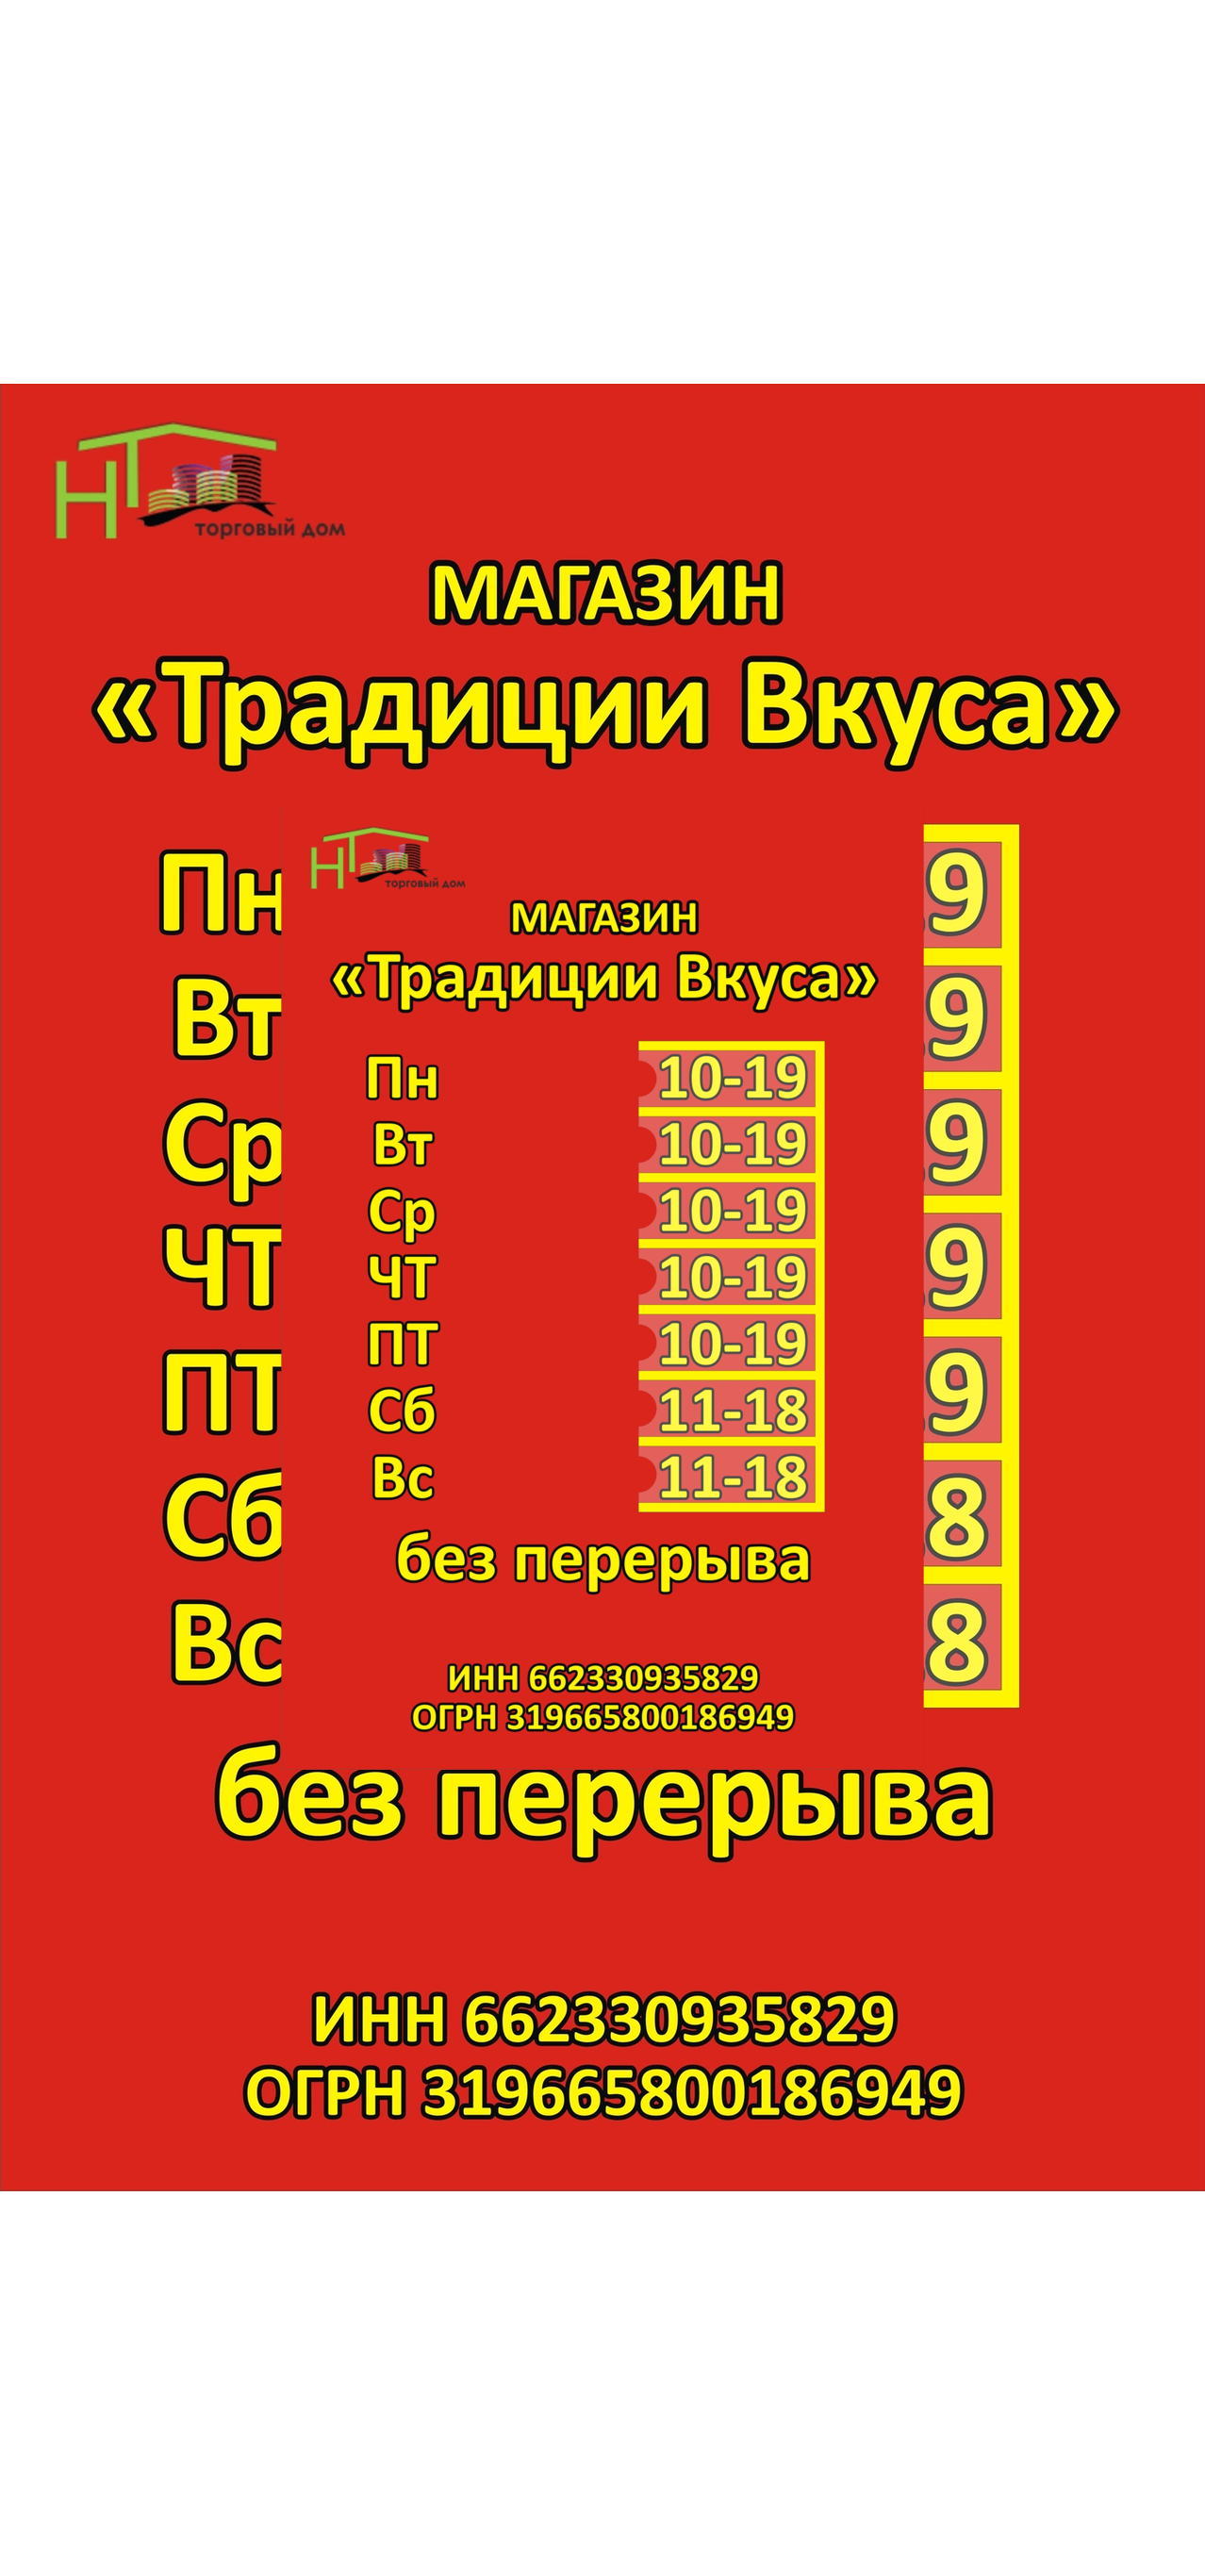 НТ
торговый дом
МАГАЗИН
«Традиции Вкуса»
НТ
торговый дом
МАГАЗИН
«Традиции Вкуса»
Пн 10-19
Вт 10-19
Ср 10-19
ЧТ 10-19
ПТ 10-19
Сб 11-18
Вс 11-18
без перерыва
ИНН 662330935829
ОГРН 319665800186949
Пн 9
Вт 9
Ср 9
ЧТ 9
ПТ 9
Сб 8
Вс 8
без перерыва
ИНН 662330935829
ОГРН 319665800186949